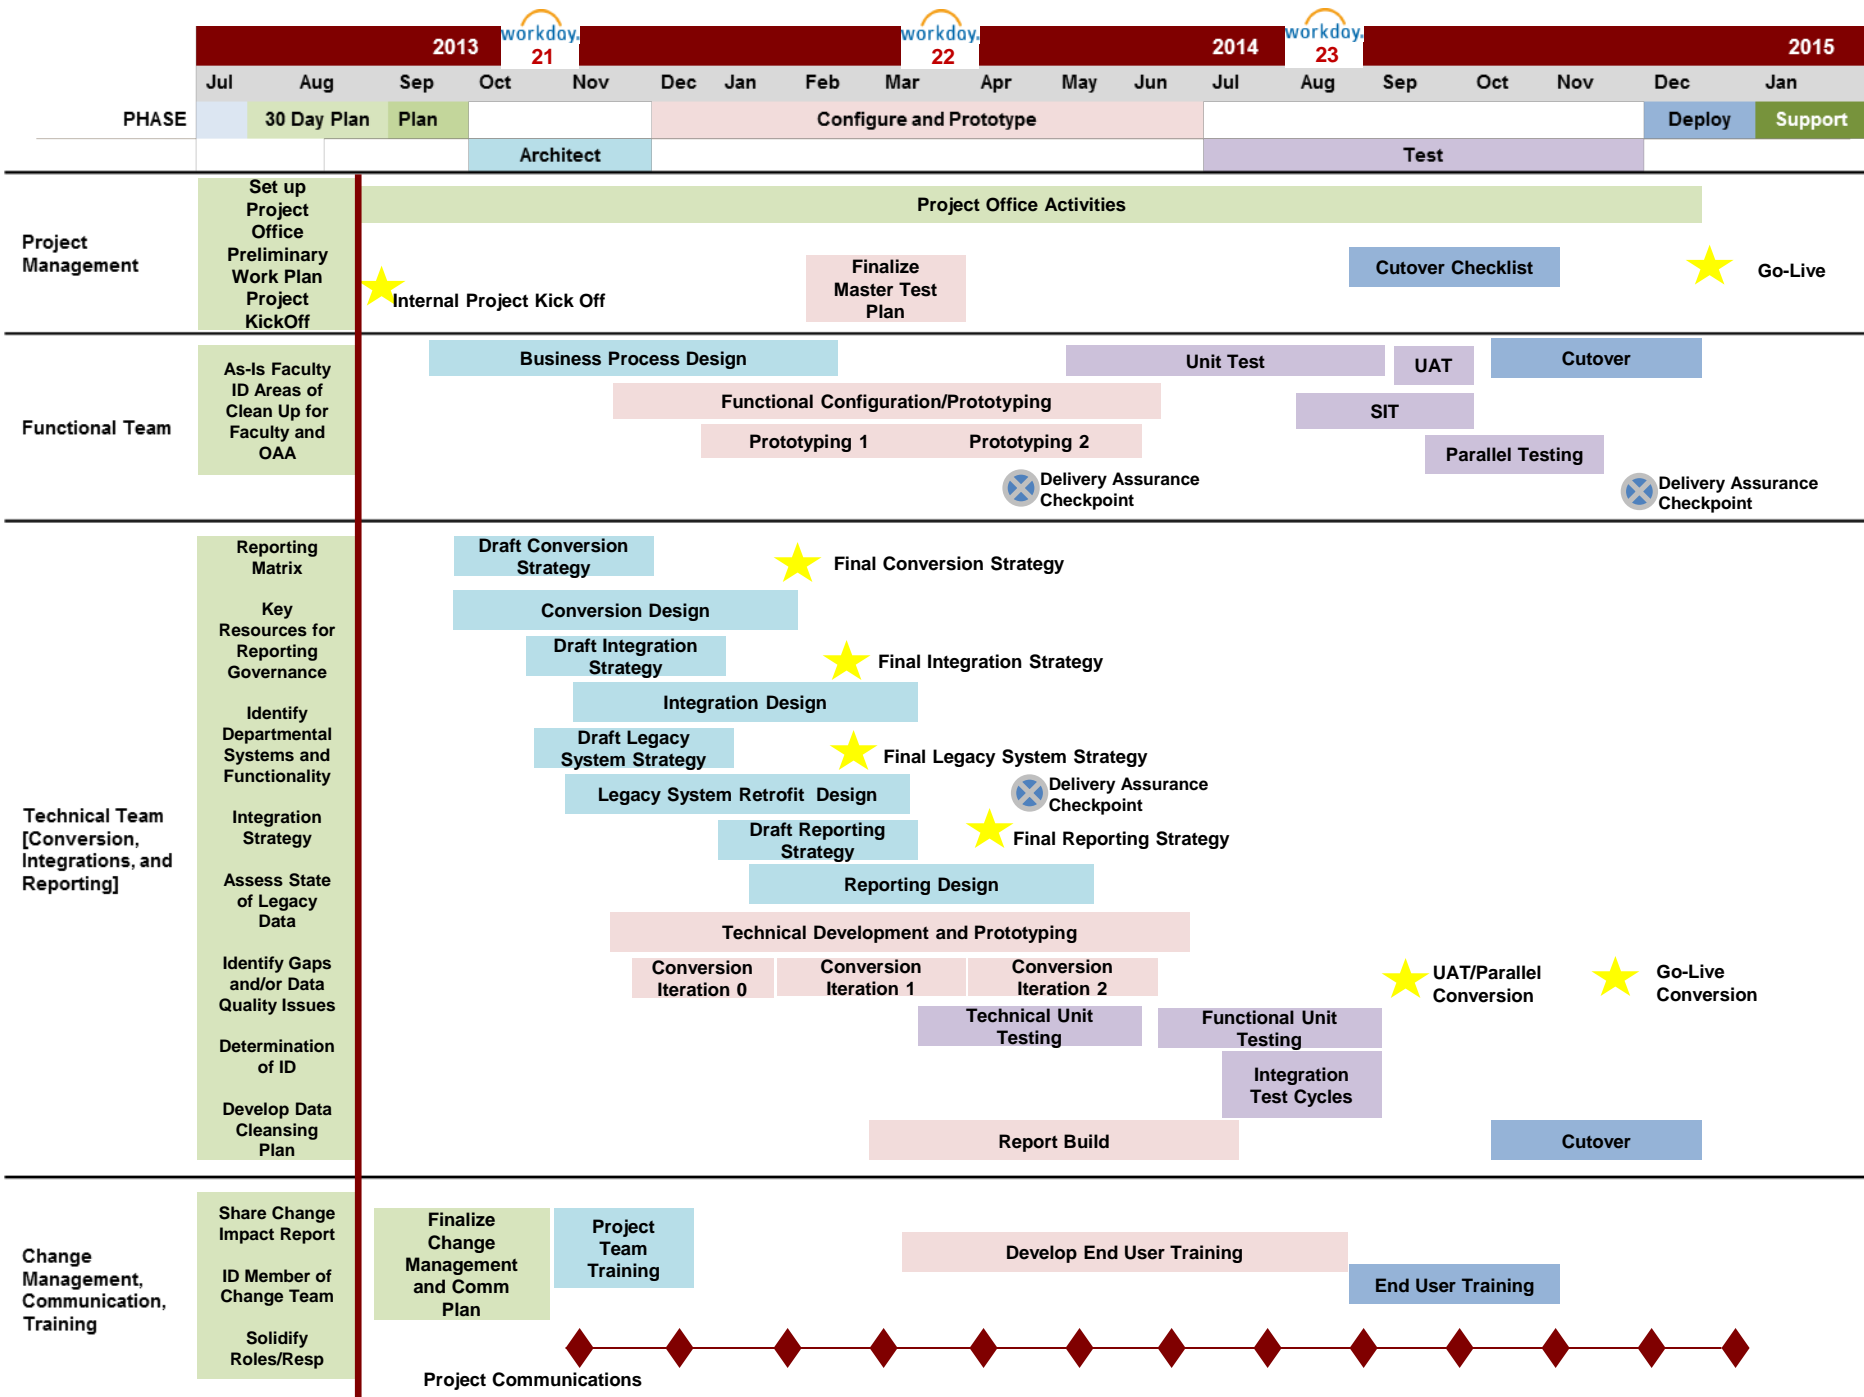 workday.
21
workday.
22
workday.
23
2013
2014
2015
Jul
Aug
Sep
Oct
Nov
Dec
Jan
Feb
Mar
Apr
May
Jun
Jul
Aug
Sep
Oct
Nov
Dec
Jan
PHASE
30 Day Plan
Plan
Configure and Prototype
Deploy
Support
Architect
Test
Project
Management
Set up
Project
Office
Preliminary
Work Plan
Project
KickOff
Project Office Activities
Internal Project Kick Off
Finalize
Master Test
Plan
Cutover Checklist
Go-Live
Functional Team
As-Is Faculty
ID Areas of
Clean Up for
Faculty and
OAA
Business Process Design
Unit Test
UAT
Cutover
Functional Configuration/Prototyping
SIT
Prototyping 1
Prototyping 2
Parallel Testing
Delivery Assurance
Checkpoint
Delivery Assurance
Checkpoint
Technical Team
[Conversion,
Integrations, and
Reporting]
Reporting
Matrix
Key
Resources for
Reporting
Governance
Identify
Departmental
Systems and
Functionality
Integration
Strategy
Assess State
of Legacy
Data
Identify Gaps
and/or Data
Quality Issues
Determination
of ID
Develop Data
Cleansing
Plan
Draft Conversion
Strategy
Final Conversion Strategy
Conversion Design
Draft Integration
Strategy
Final Integration Strategy
Integration Design
Draft Legacy
System Strategy
Final Legacy System Strategy
Legacy System Retrofit Design
Delivery Assurance
Checkpoint
Draft Reporting
Strategy
Final Reporting Strategy
Reporting Design
Technical Development and Prototyping
Conversion
Iteration 0
Conversion
Iteration 1
Conversion
Iteration 2
UAT/Parallel
Conversion
Go-Live
Conversion
Technical Unit
Testing
Functional Unit
Testing
Integration
Test Cycles
Report Build
Cutover
Change
Management,
Communication,
Training
Share Change
Impact Report
ID Member of
Change Team
Solidify
Roles/Resp
Finalize
Change
Management
and Comm
Plan
Project
Team
Training
Develop End User Training
End User Training
Project Communications